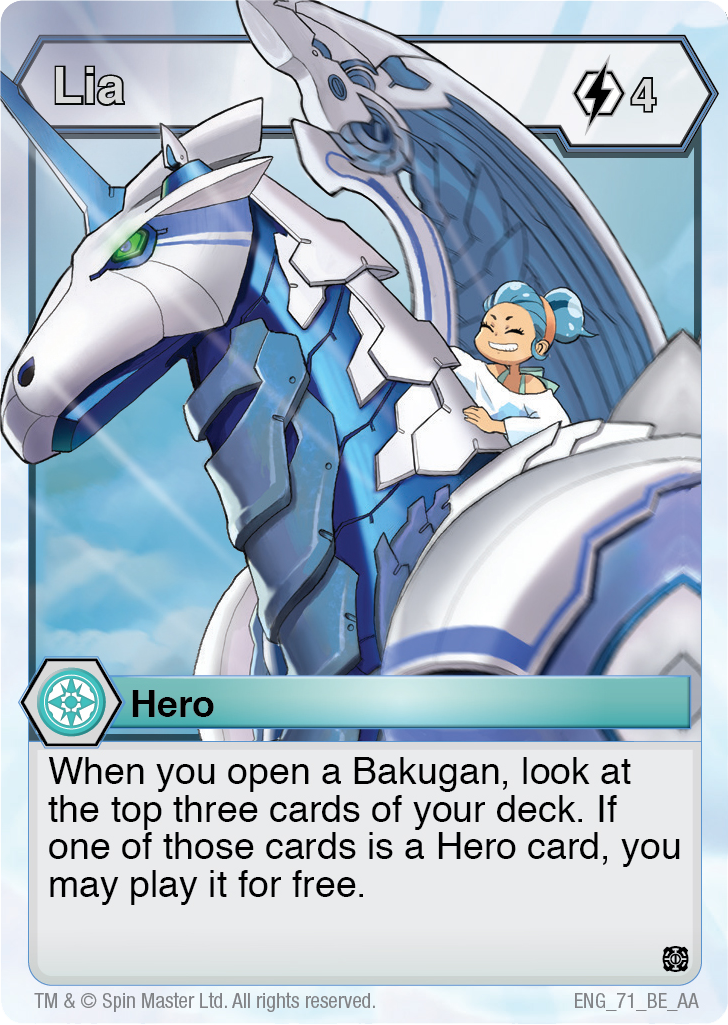 Lia
4
Hero
When you open a Bakugan, look at
the top three cards of your deck. If
one of those cards is a Hero card, you
may play it for free.
TM & © Spin Master Ltd. All rights reserved.
ENG_71_BE_AA